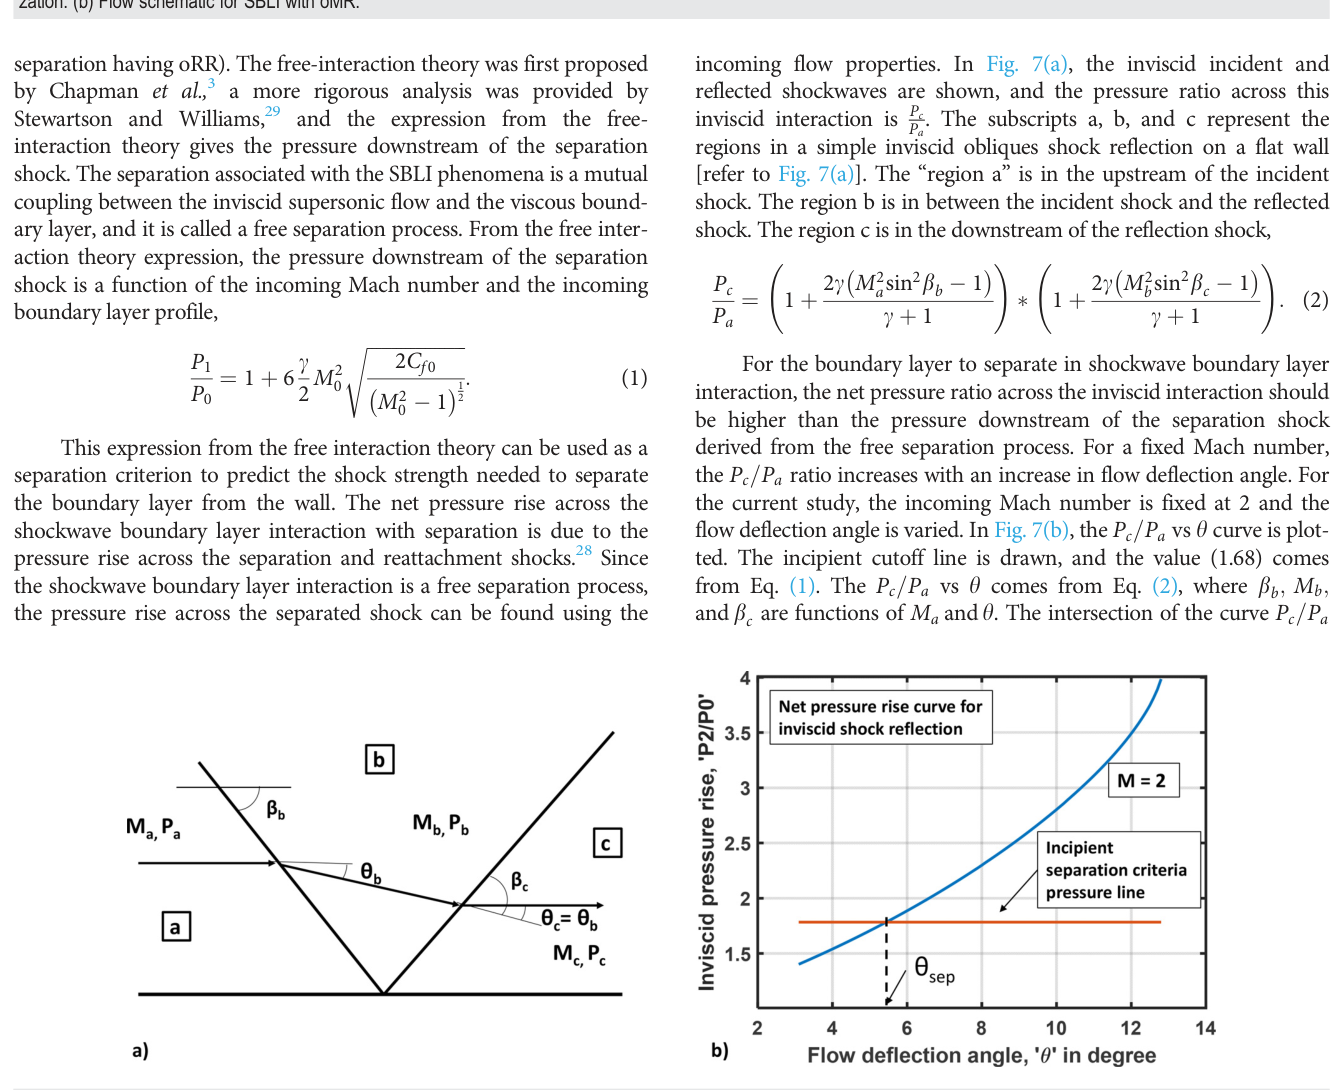 zation. (b) Flow schematic for SBLI with oMR.
separation having oRR). The free-interaction theory was first proposed
by Chapman et al.,3 a more rigorous analysis was provided by
Stewartson and Williams,29 and the expression from the free-
interaction theory gives the pressure downstream of the separation
shock. The separation associated with the SBLI phenomena is a mutual
coupling between the inviscid supersonic flow and the viscous bound-
ary layer, and it is called a free separation process. From the free inter-
action theory expression, the pressure downstream of the separation
shock is a function of the incoming Mach number and the incoming
boundary layer profile,
P1/P0 = 1 + 6 γ/2 M0² √(2Cf0/(M0² − 1)^(1/2)). (1)
This expression from the free interaction theory can be used as a
separation criterion to predict the shock strength needed to separate
the boundary layer from the wall. The net pressure rise across the
shockwave boundary layer interaction with separation is due to the
pressure rise across the separation and reattachment shocks.28 Since
the shockwave boundary layer interaction is a free separation process,
the pressure rise across the separated shock can be found using the
incoming flow properties. In Fig. 7(a), the inviscid incident and
reflected shockwaves are shown, and the pressure ratio across this
inviscid interaction is Pc/Pa. The subscripts a, b, and c represent the
regions in a simple inviscid obliques shock reflection on a flat wall
[refer to Fig. 7(a)]. The “region a” is in the upstream of the incident
shock. The region b is in between the incident shock and the reflected
shock. The region c is in the downstream of the reflection shock,
Pc/Pa = (1 + 2γ(Ma² sin² βb − 1)/(γ + 1)) * (1 + 2γ(Mb² sin² βc − 1)/(γ + 1)). (2)
For the boundary layer to separate in shockwave boundary layer
interaction, the net pressure ratio across the inviscid interaction should
be higher than the pressure downstream of the separation shock
derived from the free separation process. For a fixed Mach number,
the Pc/Pa ratio increases with an increase in flow deflection angle. For
the current study, the incoming Mach number is fixed at 2 and the
flow deflection angle is varied. In Fig. 7(b), the Pc/Pa vs θ curve is plot-
ted. The incipient cutoff line is drawn, and the value (1.68) comes
from Eq. (1). The Pc/Pa vs θ comes from Eq. (2), where βb, Mb,
and βc are functions of Ma and θ. The intersection of the curve Pc/Pa
b
βb
Ma, Pa
Mb, Pb
c
θb
βc
a
θc= θb
Mc, Pc
a)
Inviscid pressure rise, 'P2/P0'
4
3.5
3
2.5
2
1.5
Net pressure rise curve for
inviscid shock reflection
M = 2
Incipient
separation criteria
pressure line
θsep
2 4 6 8 10 12 14
b)
Flow deflection angle, 'θ' in degree